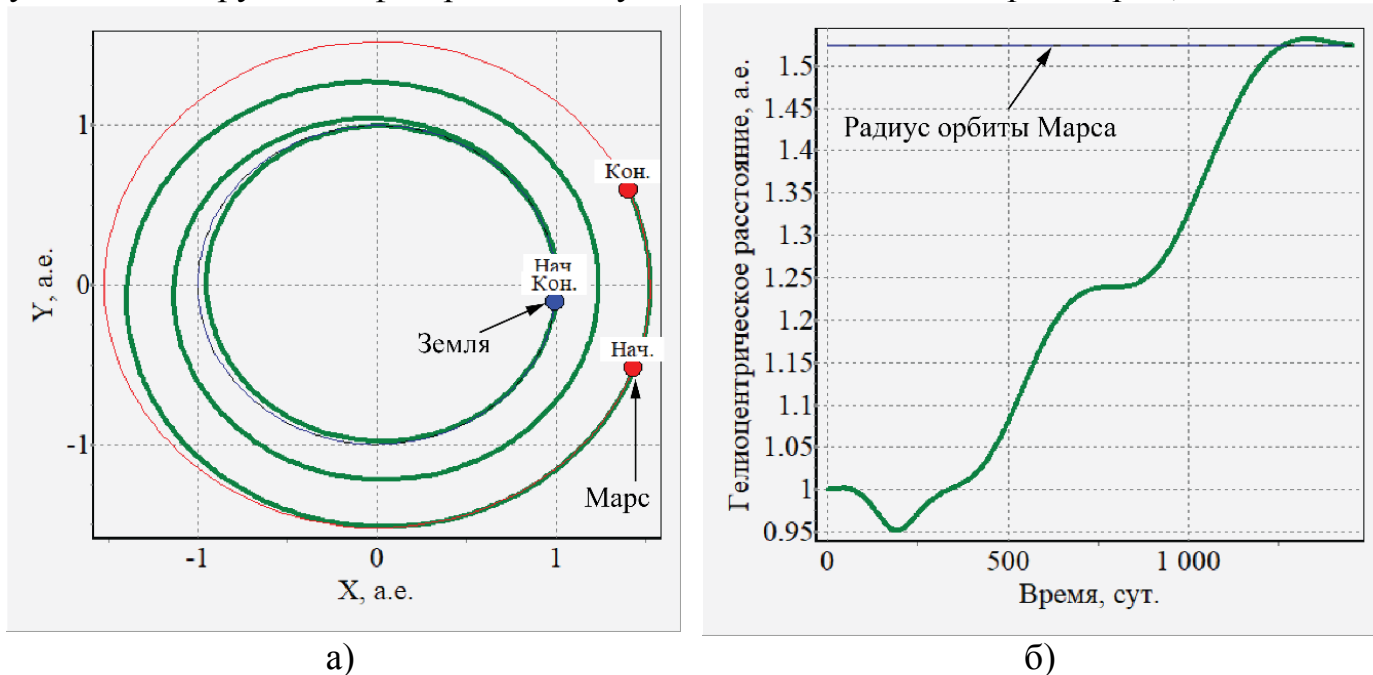 Y, а.е.
1
0
-1
-1
0
1
X, а.е.
Кон.
Нач.
Кон.
Земля
Нач.
Марс
а)
Гелиоцентрическое расстояние, а.е.
1.5
1.45
1.4
1.35
1.3
1.25
1.2
1.15
1.1
1.05
1
0.95
Радиус орбиты Марса
0
500
1 000
Время, сут.
б)